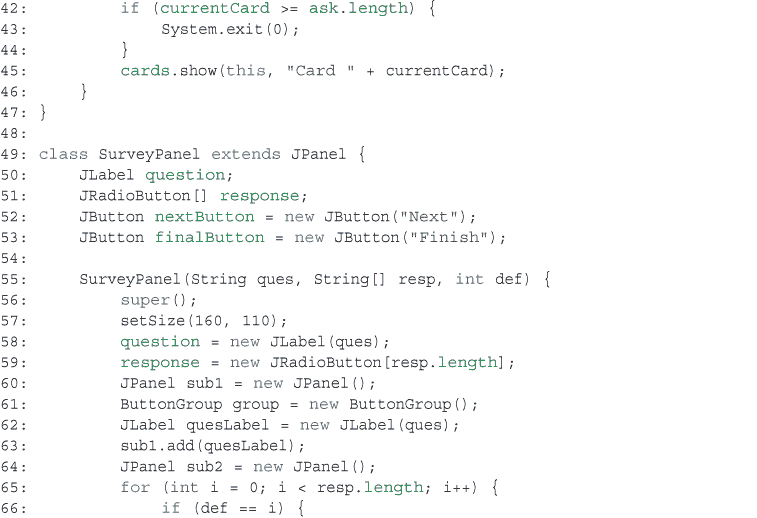 42:         if (currentCard >= ask.length) {
43:             System.exit(0);
44:         }
45:         cards.show(this, "Card " + currentCard);
46:     }
47: }
48:
49: class SurveyPanel extends JPanel {
50:     JLabel question;
51:     JRadioButton[] response;
52:     JButton nextButton = new JButton("Next");
53:     JButton finalButton = new JButton("Finish");
54:
55:     SurveyPanel(String ques, String[] resp, int def) {
56:         super();
57:         setSize(160, 110);
58:         question = new JLabel(ques);
59:         response = new JRadioButton[resp.length];
60:         JPanel sub1 = new JPanel();
61:         ButtonGroup group = new ButtonGroup();
62:         JLabel quesLabel = new JLabel(ques);
63:         sub1.add(quesLabel);
64:         JPanel sub2 = new JPanel();
65:         for (int i = 0; i < resp.length; i++) {
66:             if (def == i) {